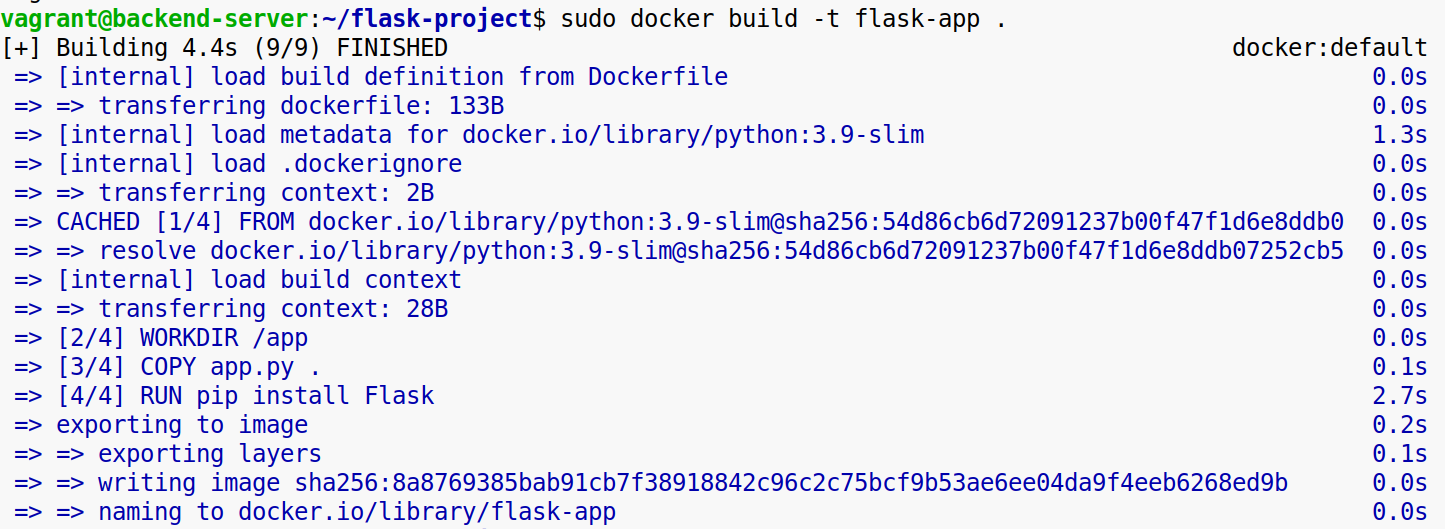 vagrant@backend-server:~/flask-project$ sudo docker build -t flask-app .
[+] Building 4.4s (9/9) FINISHED docker:default
=> [internal] load build definition from Dockerfile 0.0s
=> => transferring dockerfile: 133B 0.0s
=> [internal] load metadata for docker.io/library/python:3.9-slim 1.3s
=> [internal] load .dockerignore 0.0s
=> => transferring context: 2B 0.0s
=> CACHED [1/4] FROM docker.io/library/python:3.9-slim@sha256:54d86cb6d72091237b00f47f1d6e8ddb0 0.0s
=> => resolve docker.io/library/python:3.9-slim@sha256:54d86cb6d72091237b00f47f1d6e8ddb07252cb5 0.0s
=> [internal] load build context 0.0s
=> => transferring context: 28B 0.0s
=> [2/4] WORKDIR /app 0.0s
=> [3/4] COPY app.py . 0.1s
=> [4/4] RUN pip install Flask 2.7s
=> exporting to image 0.2s
=> => exporting layers 0.1s
=> => writing image sha256:8a8769385bab91cb7f38918842c96c2c75bcf9b53ae6ee04da9f4eeb6268ed9b 0.0s
=> => naming to docker.io/library/flask-app 0.0s